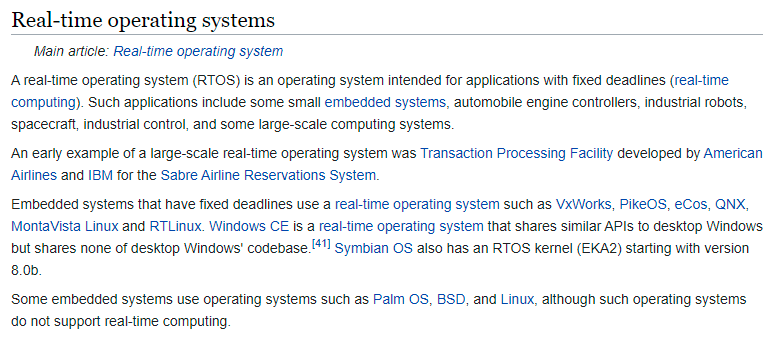 Real-time operating systems
Main article: Real-time operating system
A real-time operating system (RTOS) is an operating system intended for applications with fixed deadlines (real-time
computing). Such applications include some small embedded systems, automobile engine controllers, industrial robots,
spacecraft, industrial control, and some large-scale computing systems.
An early example of a large-scale real-time operating system was Transaction Processing Facility developed by American
Airlines and IBM for the Sabre Airline Reservations System.
Embedded systems that have fixed deadlines use a real-time operating system such as VxWorks, PikeOS, eCos, QNX,
MontaVista Linux and RTLinux. Windows CE is a real-time operating system that shares similar APIs to desktop Windows
but shares none of desktop Windows' codebase.[41] Symbian OS also has an RTOS kernel (EKA2) starting with version
8.0b.
Some embedded systems use operating systems such as Palm OS, BSD, and Linux, although such operating systems
do not support real-time computing.